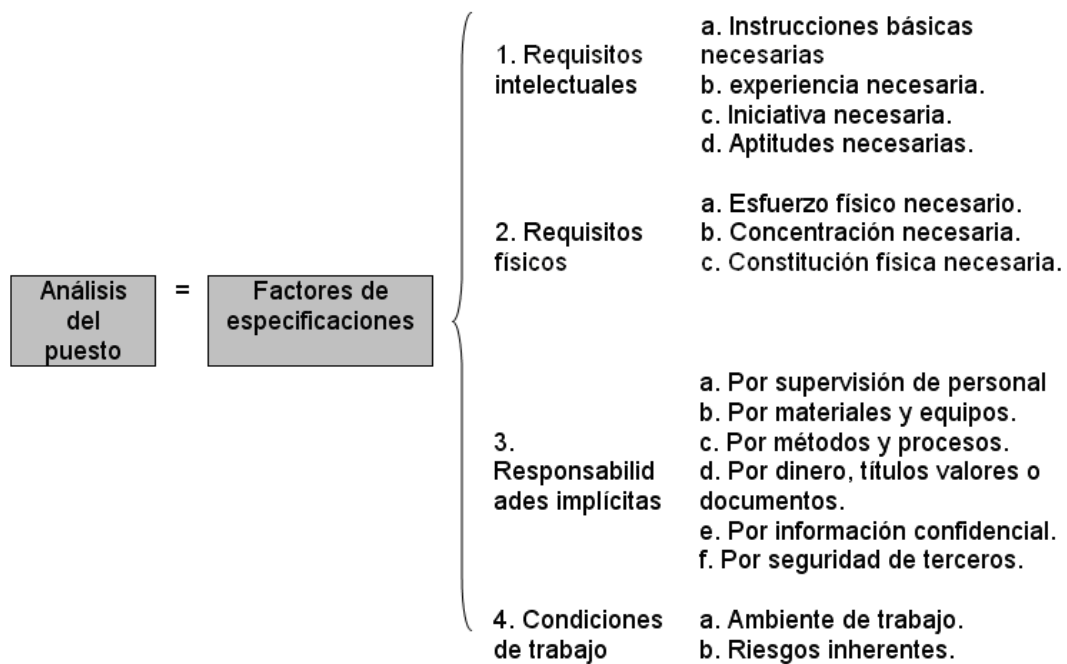 Análisis
del
puesto
=
Factores de
especificaciones
1. Requisitos
intelectuales
a. Instrucciones básicas
necesarias
b. experiencia necesaria.
c. Iniciativa necesaria.
d. Aptitudes necesarias.
2. Requisitos
físicos
a. Esfuerzo físico necesario.
b. Concentración necesaria.
c. Constitución física necesaria.
3.
Responsabilid
ades implícitas
a. Por supervisión de personal
b. Por materiales y equipos.
c. Por métodos y procesos.
d. Por dinero, títulos valores o
documentos.
e. Por información confidencial.
f. Por seguridad de terceros.
4. Condiciones
de trabajo
a. Ambiente de trabajo.
b. Riesgos inherentes.